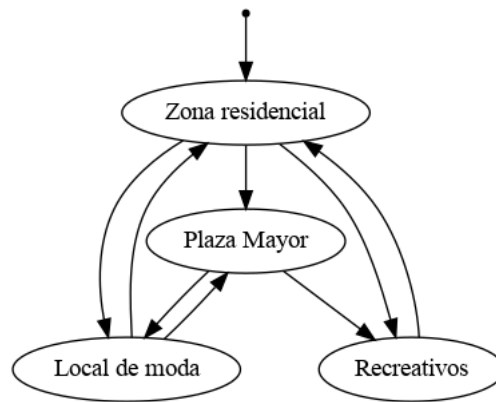 Zona residencial
Plaza Mayor
Local de moda
Recreativos